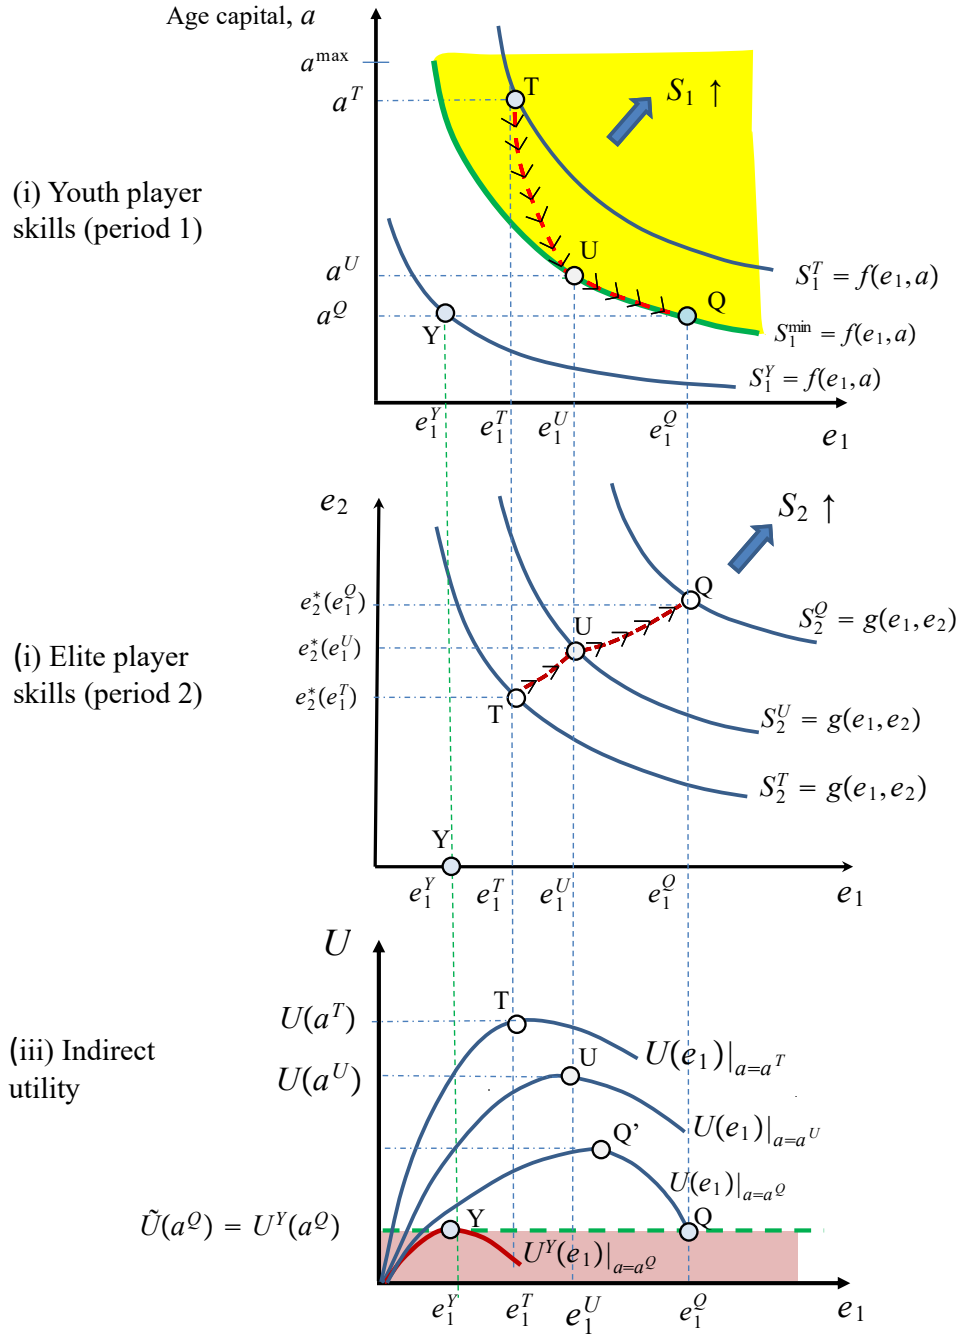 Age capital, a
a^max
a^T
T
S_1 ↑
(i) Youth player
skills (period 1)
U
a^U
S_1^T = f(e_1, a)
a^Q
Q
Y
S_1^min = f(e_1, a)
S_1^Y = f(e_1, a)
e_1^Y e_1^T e_1^U e_1^Q e_1
e_2
S_2 ↑
Q
e_2^*(e_1^Q)
S_2^Q = g(e_1, e_2)
U
e_2^*(e_1^U)
(i) Elite player
skills (period 2)
e_2^*(e_1^T)
T
S_2^U = g(e_1, e_2)
S_2^T = g(e_1, e_2)
Y
e_1^Y e_1^T e_1^U e_1^Q e_1
U
T
U(a^T)
(iii) Indirect
utility
U
U(e_1)|_{a=a^T}
U(a^U)
Q’
U(e_1)|_{a=a^U}
U(e_1)|_{a=a^Q}
Ũ(a^Q) = U^Y(a^Q)
Y
Q
U^Y(e_1)|_{a=a^Q}
e_1^Y e_1^T e_1^U e_1^Q e_1